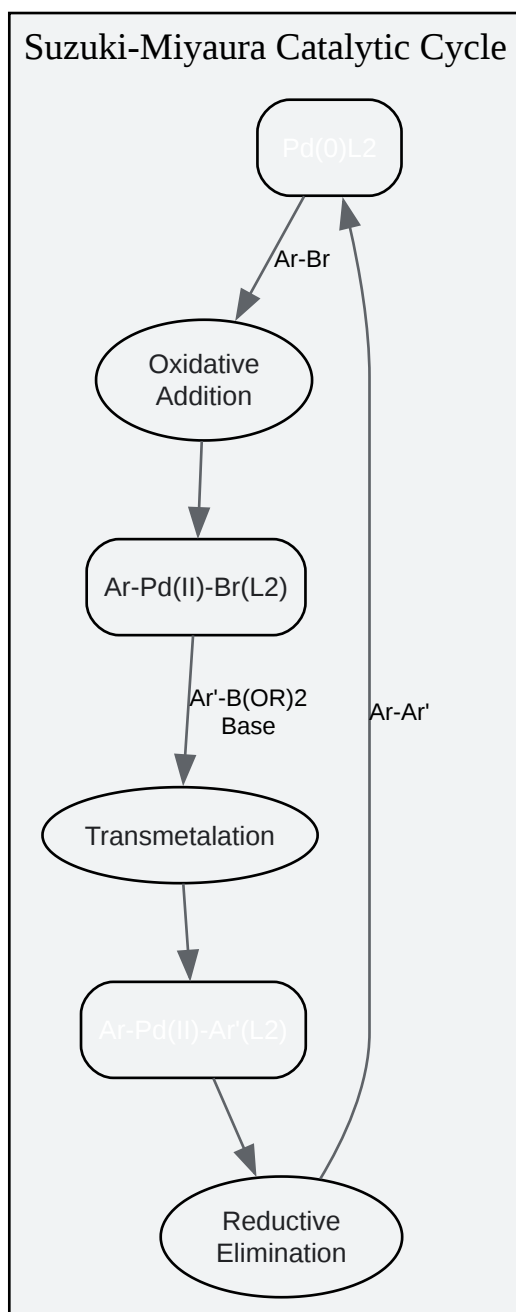 Suzuki-Miyaura Catalytic Cycle
Pd(0)L2
Ar-Br
Oxidative
Addition
Ar-Pd(II)-Br(L2)
Ar'-B(OR)2
Base
Ar-Ar'
Transmetalation
Ar-Pd(II)-Ar'(L2)
Reductive
Elimination